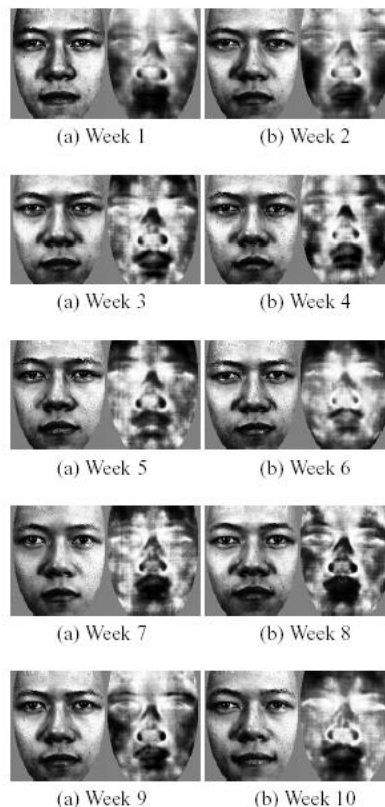 (a) Week 1
(b) Week 2
(a) Week 3
(b) Week 4
(a) Week 5
(b) Week 6
(a) Week 7
(b) Week 8
(a) Week 9
(b) Week 10